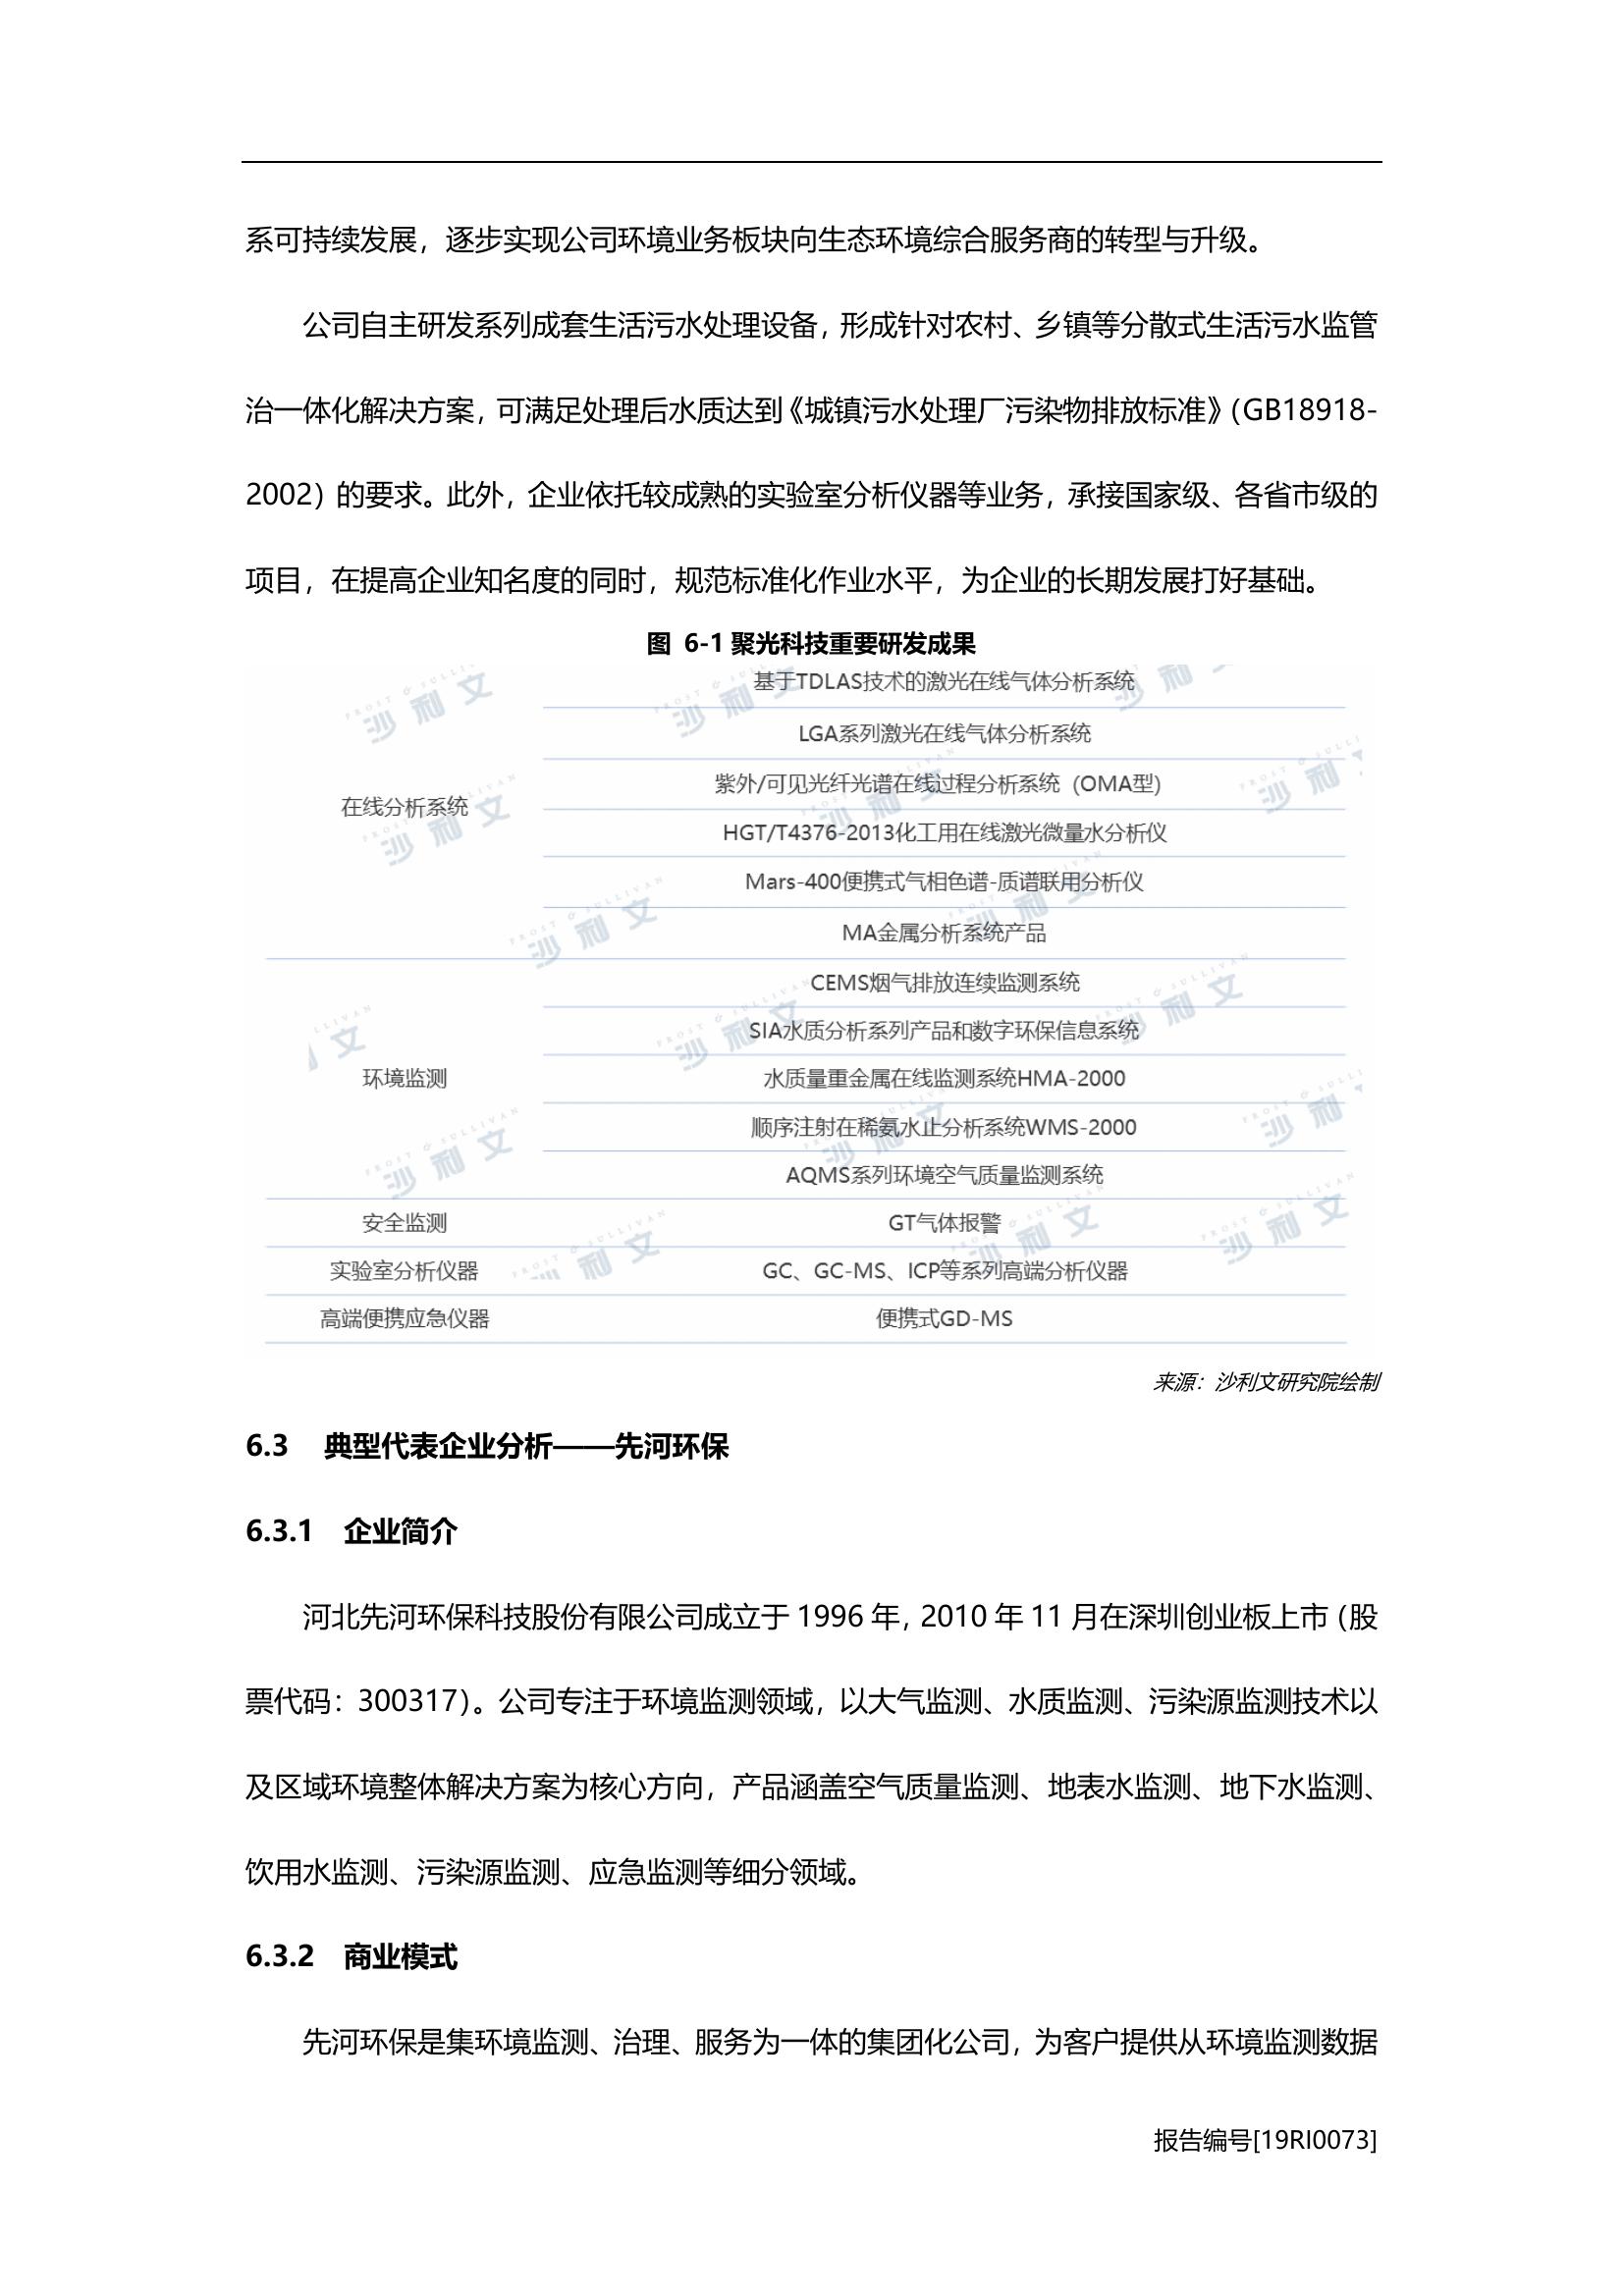 系可持续发展，逐步实现公司环境业务板块向生态环境综合服务商的转型与升级。
公司自主研发系列成套生活污水处理设备，形成针对农村、乡镇等分散式生活污水监管
治一体化解决方案，可满足处理后水质达到《城镇污水处理厂污染物排放标准》（GB18918-
2002）的要求。此外，企业依托较成熟的实验室分析仪器等业务，承接国家级、各省市级的
项目，在提高企业知名度的同时，规范标准化作业水平，为企业的长期发展打好基础。
图 6-1 聚光科技重要研发成果
在线分析系统
基于TDLAS技术的激光在线气体分析系统
LGA系列激光在线气体分析系统
紫外/可见光纤光谱在线过程分析系统（OMA型）
HGT/T4376-2013化工用在线激光微量水分析仪
Mars-400便携式气相色谱-质谱联用分析仪
MA金属分析系统产品
环境监测
CEMS烟气排放连续监测系统
SIA水质分析系列产品和数字环保信息系统
水质量重金属在线监测系统HMA-2000
顺序注射在稀氨水止分析系统WMS-2000
AQMS系列环境空气质量监测系统
安全监测
GT气体报警
实验室分析仪器
GC、GC-MS、ICP等系列高端分析仪器
高端便携应急仪器
便携式GD-MS
来源：沙利文研究院绘制
6.3 典型代表企业分析——先河环保
6.3.1 企业简介
河北先河环保科技股份有限公司成立于 1996 年，2010 年 11 月在深圳创业板上市（股
票代码：300317）。公司专注于环境监测领域，以大气监测、水质监测、污染源监测技术以
及区域环境整体解决方案为核心方向，产品涵盖空气质量监测、地表水监测、地下水监测、
饮用水监测、污染源监测、应急监测等细分领域。
6.3.2 商业模式
先河环保是集环境监测、治理、服务为一体的集团化公司，为客户提供从环境监测数据
报告编号[19RI0073]